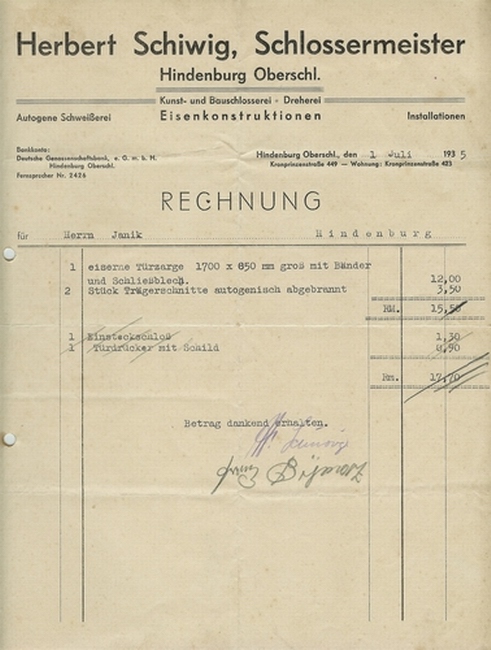 Herbert Schiwig, Schlossermeister
Hindenburg Oberschl.
Kunst- und Bauschlosserei • Dreherei
Autogene Schweißerei Eisenkonstruktionen Installationen
Bankkonto:
Deutsche Genossenschaftsbank, e. G. m. b. H.
Hindenburg Oberschl.
Fernsprecher Nr. 2426
Hindenburg Oberschl., den 1 Juli 1935
Kronprinzenstraße 449 — Wohnung: Kronprinzenstraße 423
RECHNUNG
für Herrn Janik Hindenburg
1 eiserne Türzarge 1700 x 850 mm groß mit Bänder
und Schließblech. 12,00
2 Stück Trägerschnitte autogenisch abgebrannt 3,50
RM. 15,50
1 Einsteckschloß 1,30
1 Türdrücker mit Schild 0,90
Rm. 17,70
Betrag dankend erhalten.